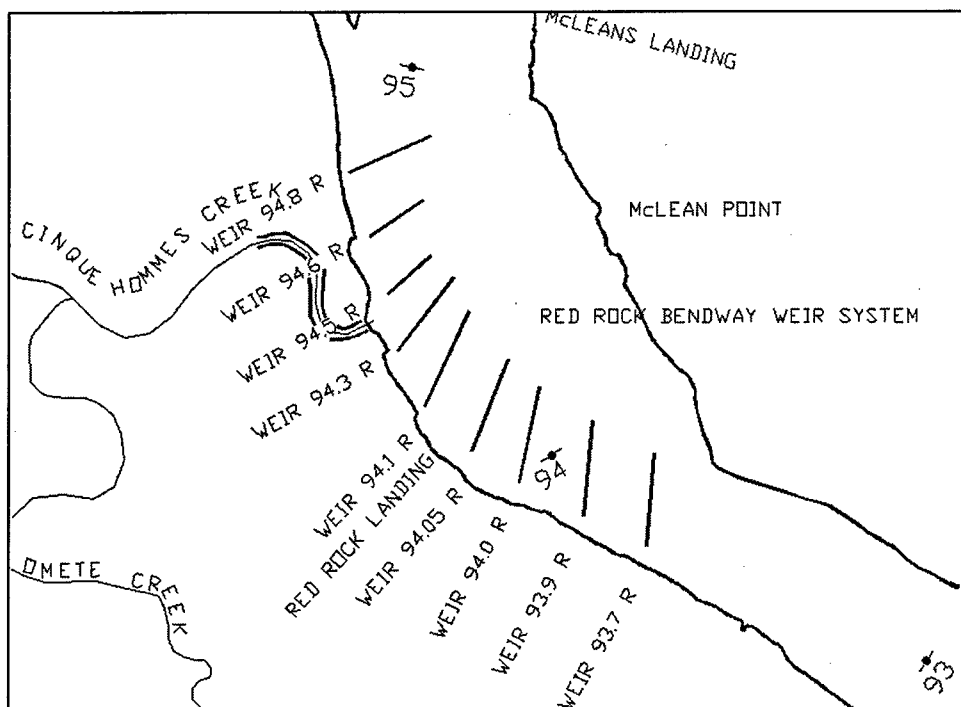 McLEANS LANDING
95
McLEAN POINT
CINQUE HOMMES CREEK
WEIR 94.8 R
WEIR 94.6 R
RED ROCK BENDWAY WEIR SYSTEM
WEIR 94.5 R
WEIR 94.3 R
WEIR 94.1 R
RED ROCK LANDING
94
WEIR 94.05 R
WEIR 94.0 R
WEIR 93.9 R
WEIR 93.7 R
OMETE CREEK
93